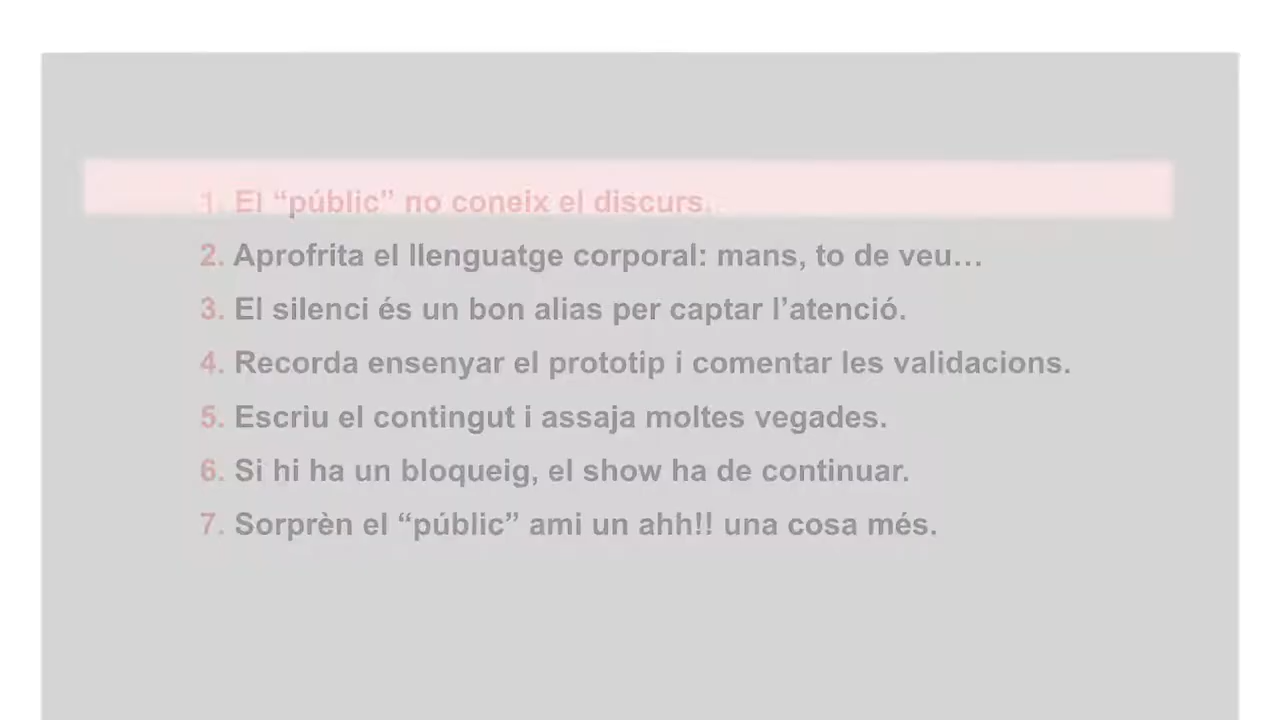 1. El “públic” no coneix el discurs.
2. Aprofrita el llenguatge corporal: mans, to de veu…
3. El silenci és un bon alias per captar l’atenció.
4. Recorda ensenyar el prototip i comentar les validacions.
5. Escriu el contingut i assaja moltes vegades.
6. Si hi ha un bloqueig, el show ha de continuar.
7. Sorprèn el “públic” ami un ahh!! una cosa més.